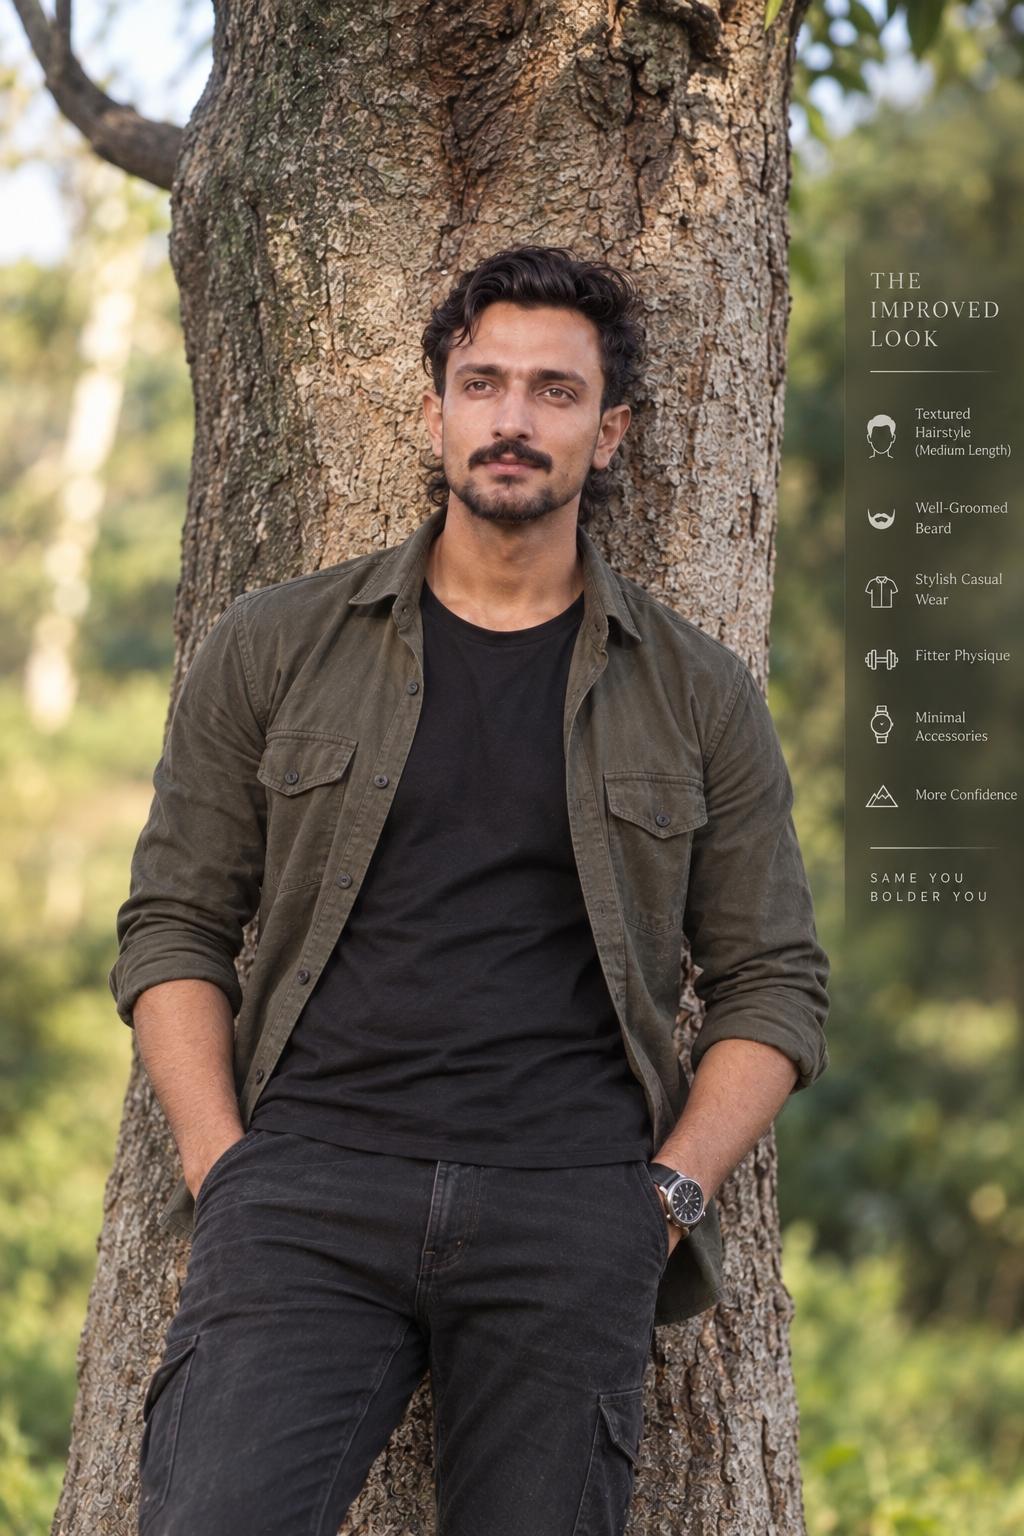 THE
IMPROVED
LOOK
Textured
Hairstyle
(Medium Length)
Well-Groomed
Beard
Stylish Casual
Wear
Fitter Physique
Minimal
Accessories
More Confidence
SAME YOU
BOLDER YOU